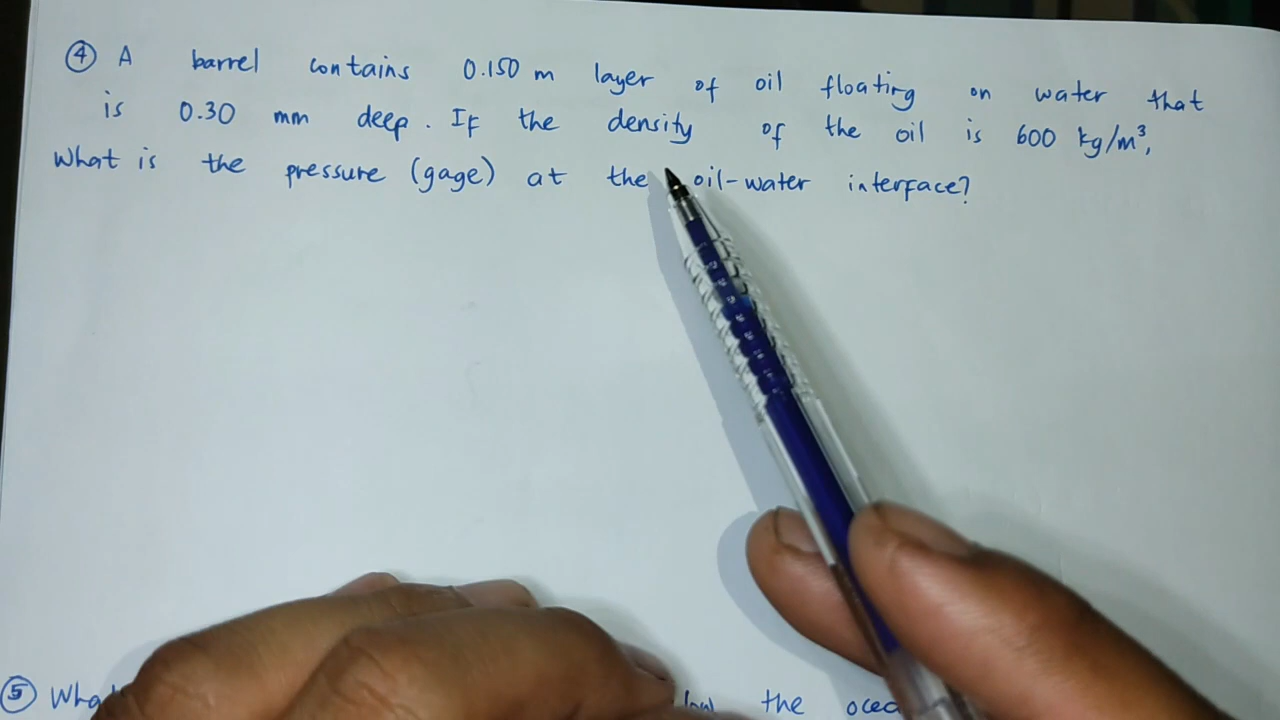 ④ A barrel contains 0.150 m layer of oil floating on water that
is 0.30 mm deep. If the density of the oil is 600 kg/m³,
What is the pressure (gage) at the oil-water interface?
⑤ the